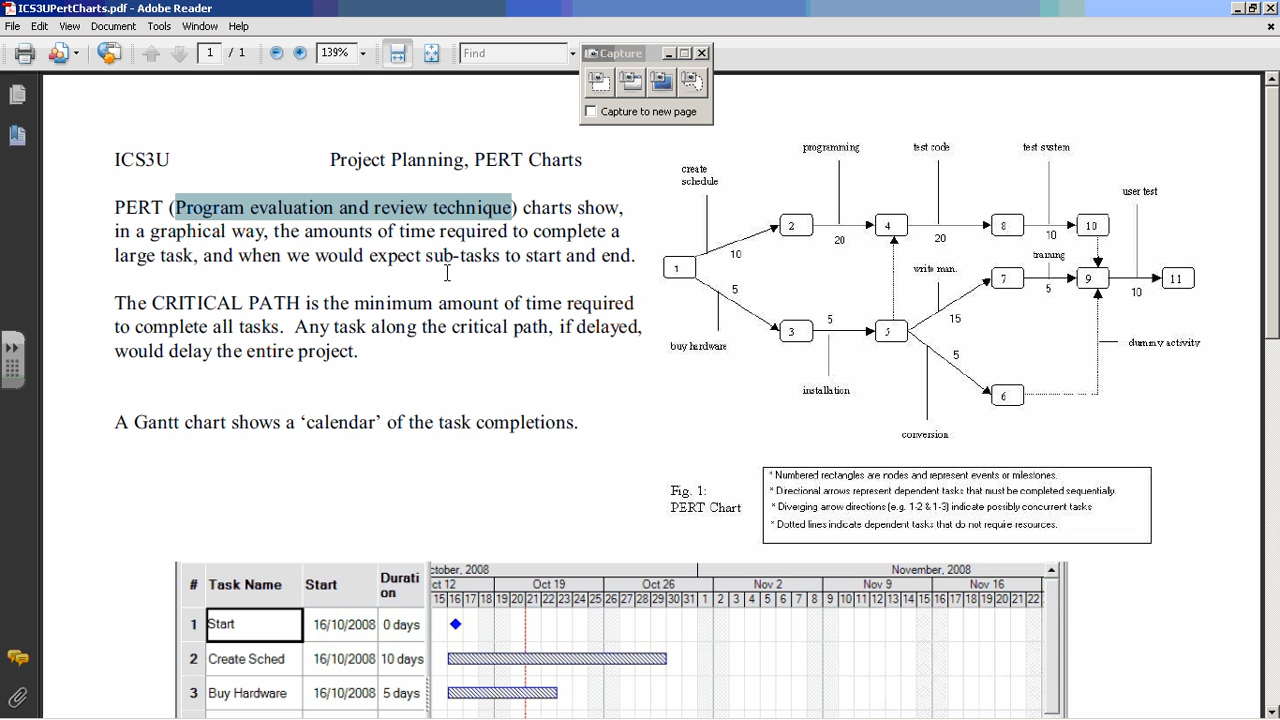 ICS3UPertCharts.pdf - Adobe Reader
File Edit View Document Tools Window Help
1 / 1 139% Find
Capture
Capture to new page
ICS3U Project Planning, PERT Charts
PERT (Program evaluation and review technique) charts show,
in a graphical way, the amounts of time required to complete a
large task, and when we would expect sub-tasks to start and end.
The CRITICAL PATH is the minimum amount of time required
to complete all tasks. Any task along the critical path, if delayed,
would delay the entire project.
A Gantt chart shows a ‘calendar’ of the task completions.
programming test code test system
create
schedule
user test
2 4 8 10
20 20 10
10
training
write man.
1 7 9 11
5 5 10
15
5
3 5
buy hardware dummy activity
5
installation
6
conversion
Fig. 1:
PERT Chart
* Numbered rectangles are nodes and represent events or milestones.
* Directional arrows represent dependent tasks that must be completed sequentially.
* Diverging arrow directions (e.g. 1-2 & 1-3) indicate possibly concurrent tasks
* Dotted lines indicate dependent tasks that do not require resources.
# Task Name Start Durati
on
ctober, 2008 November, 2008
ct 12 Oct 19 Oct 26 Nov 2 Nov 9 Nov 16
15 16 17 18 19 20 21 22 23 24 25 26 27 28 29 30 31 1 2 3 4 5 6 7 8 9 10 11 12 13 14 15 16 17 18 19 20 21 22
1 Start 16/10/2008 0 days
2 Create Sched 16/10/2008 10 days
3 Buy Hardware 16/10/2008 5 days